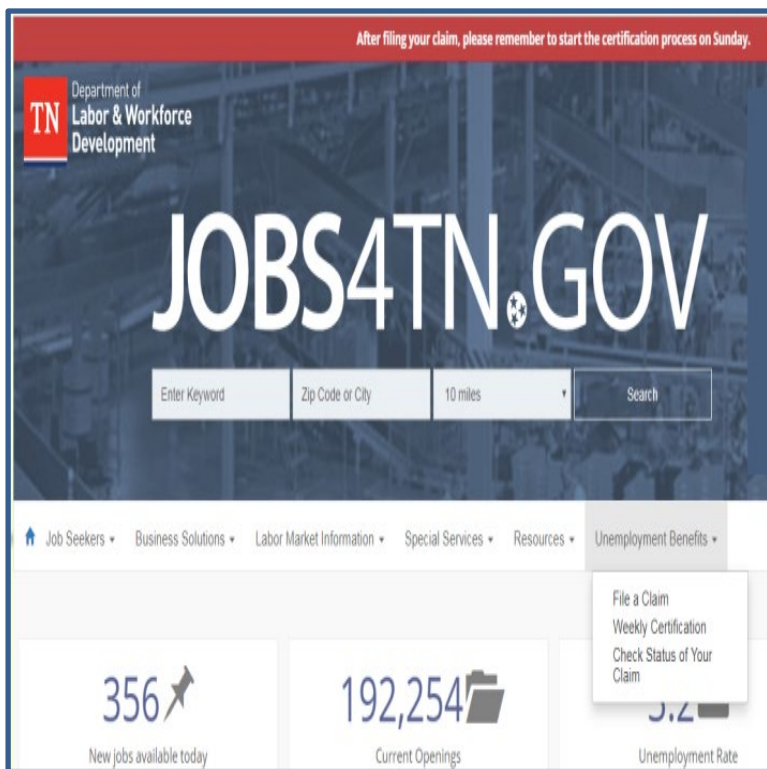 After filing your claim, please remember to start the certification process on Sunday.
TN
Department of
Labor & Workforce
Development
JOBS4TN.GOV
Enter Keyword
Zip Code or City
10 miles
Search
Job Seekers
Business Solutions
Labor Market Information
Special Services
Resources
Unemployment Benefits
File a Claim
Weekly Certification
Check Status of Your
Claim
356
192,254
New jobs available today
Current Openings
Unemployment Rate